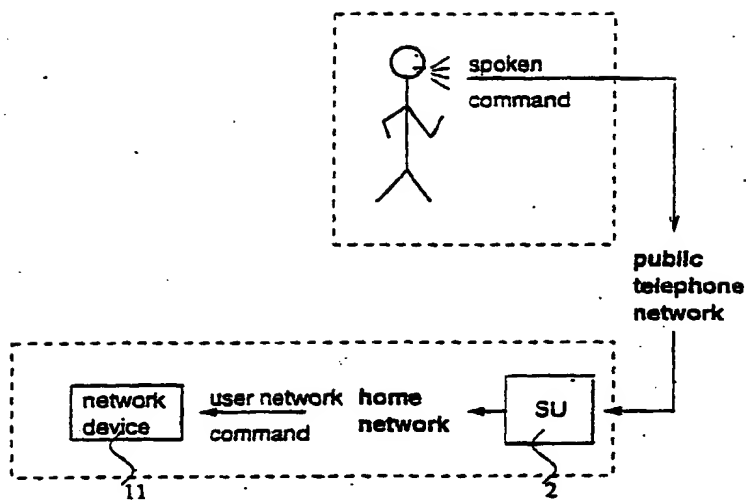 spoken
command
public
telephone
network
network
device
user network
command
home
network
SU
11
2